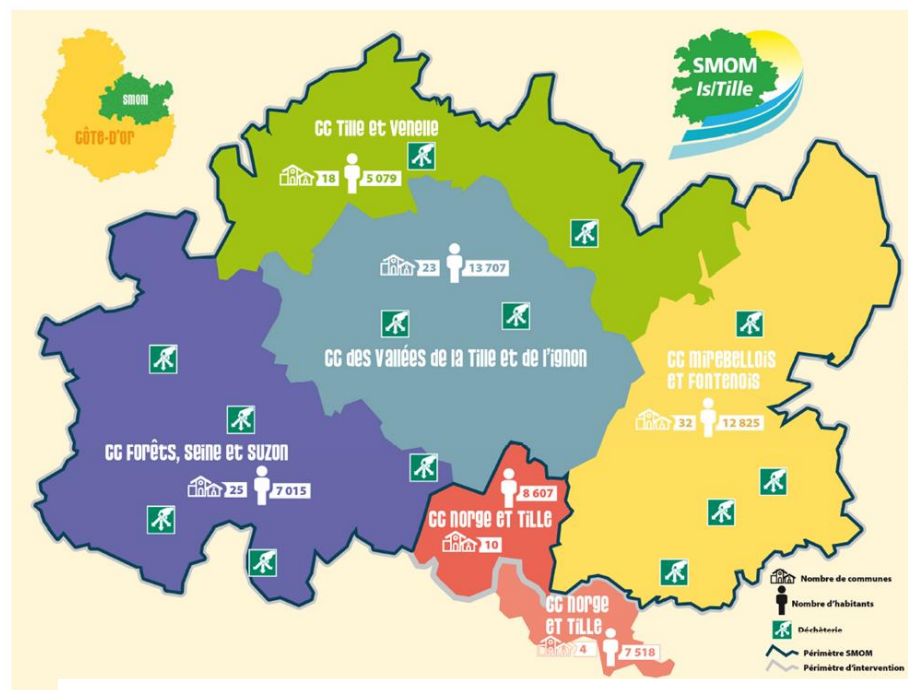 SMOM
CÔTE-D'OR
SMOM
Is/Tille
CC Tille et Venelle
18
5 079
23
13 707
CC des Vallées de la Tille et de l'Ignon
CC Mirebellois
et Fontenois
32
12 825
CC Forêts, Seine et Suzon
25
7 015
8 607
CC Norge et Tille
10
CC Norge
et Tille
4
7 518
Nombre de communes
Nombre d'habitants
Déchèterie
Périmètre SMOM
Périmètre d'intervention